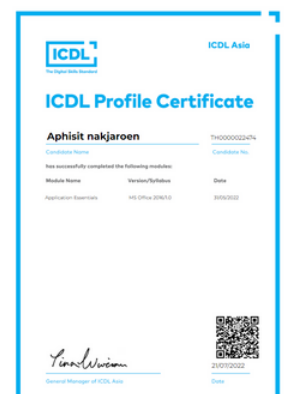 ICDL
The Digital Skills Standard
ICDL Asia
ICDL Profile Certificate
Aphisit nakjaroen TH0000022474
Candidate Name Candidate No.
has successfully completed the following modules:
Module Name Version/Syllabus Date
Application Essentials MS Office 2016/1.0 31/05/2022
21/07/2022
General Manager of ICDL Asia Date